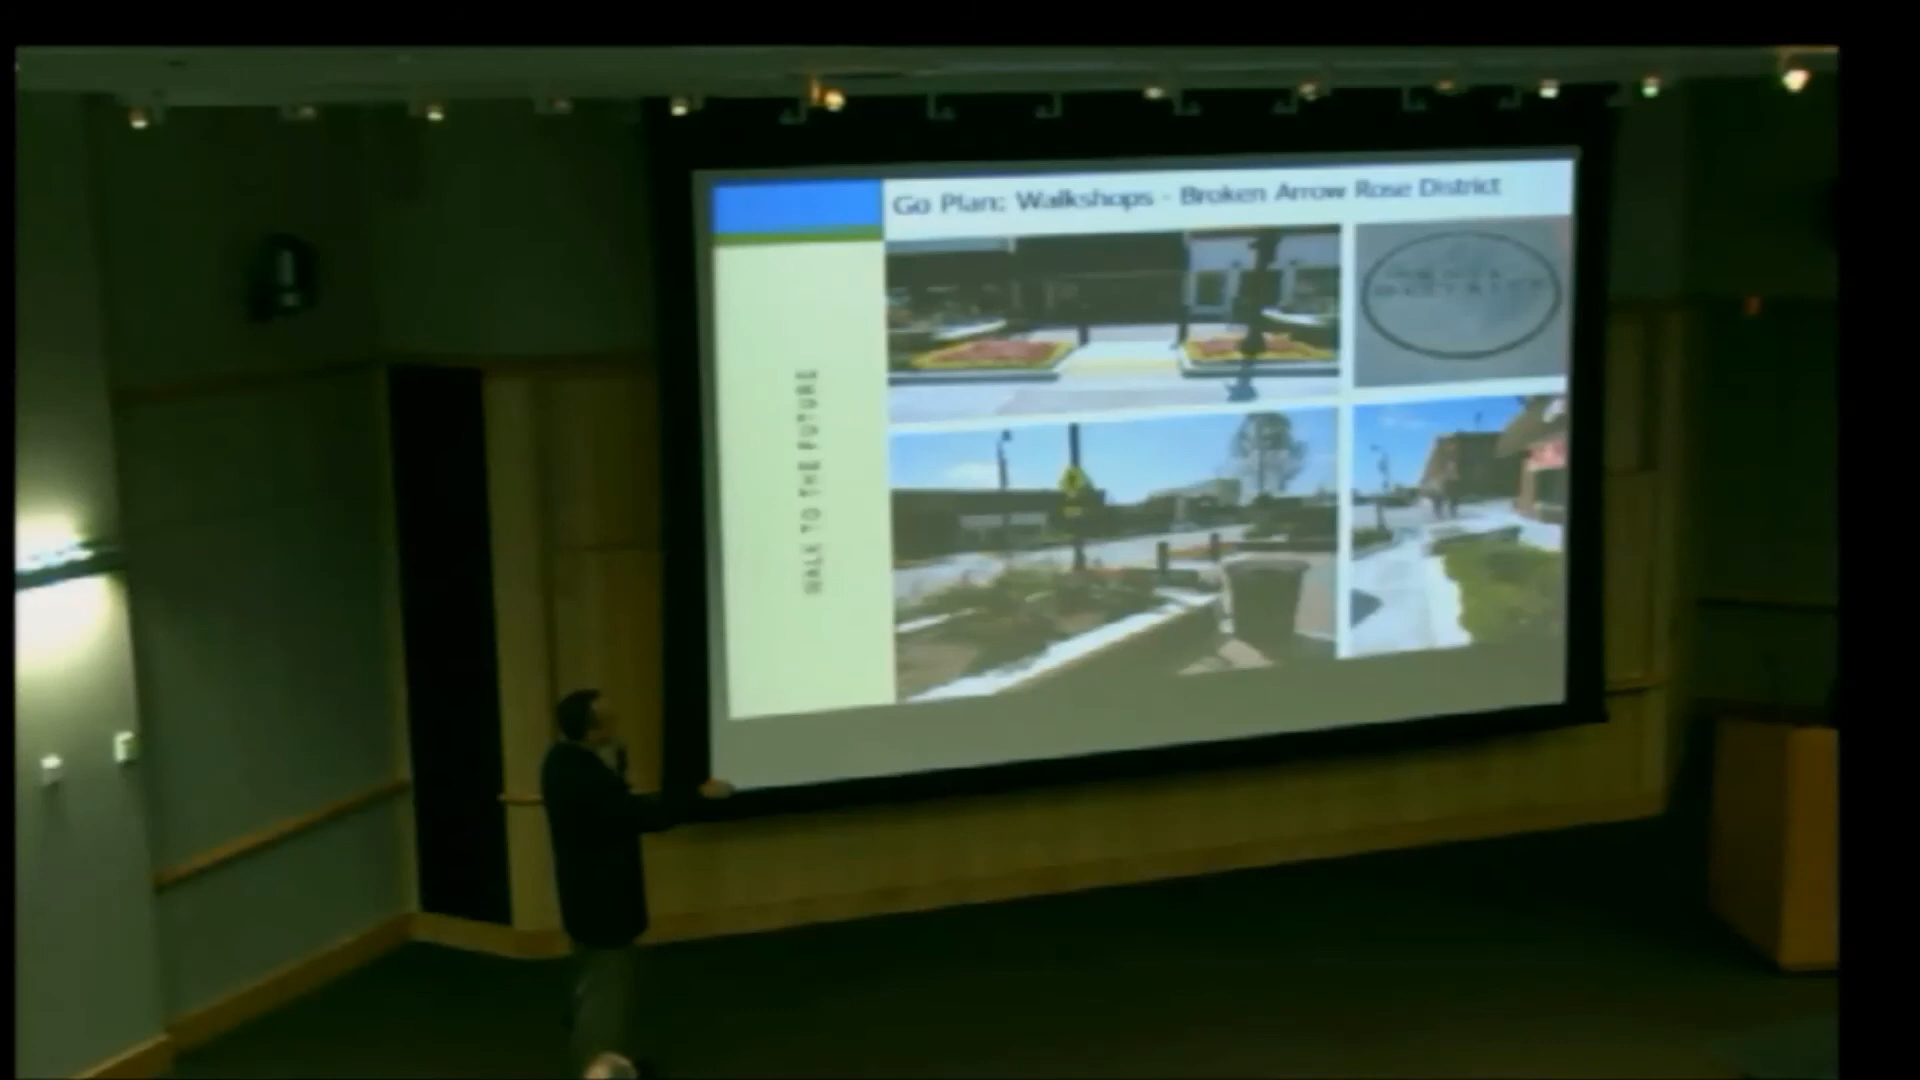 Go Plan: Walkshops - Broken Arrow Rose District
WALK TO THE FUTURE